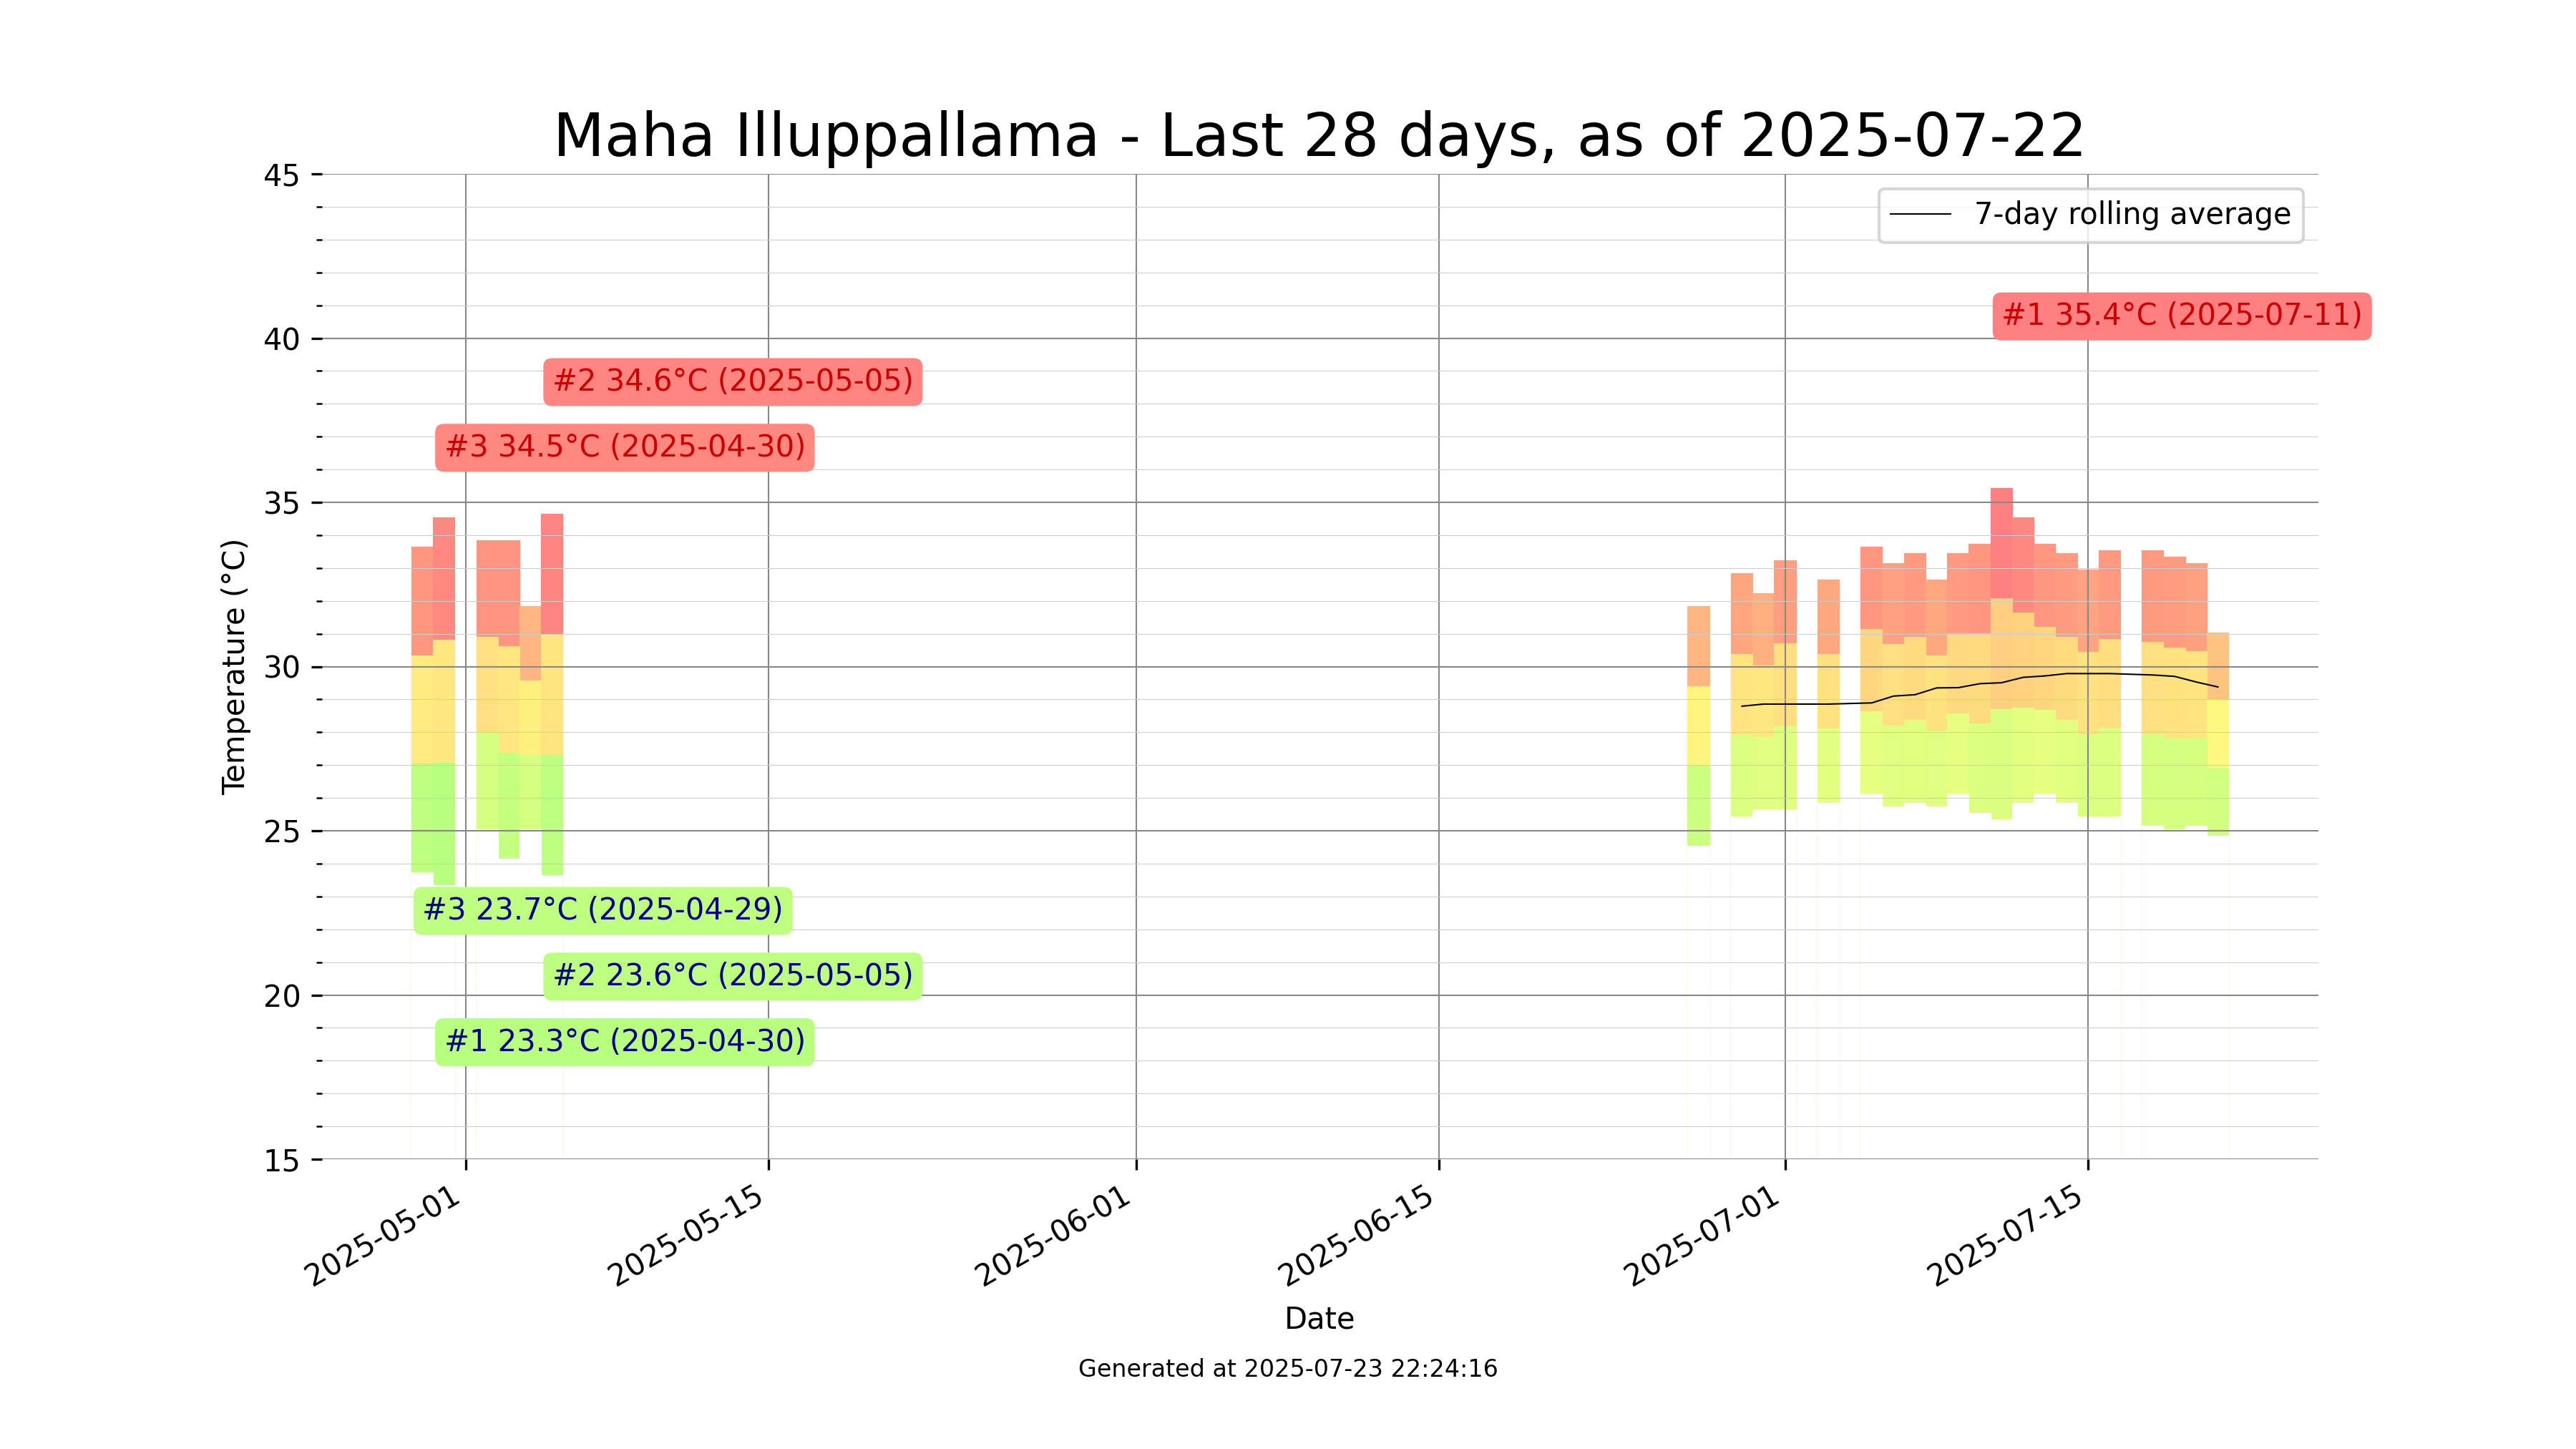 Maha Illuppallama - Last 28 days, as of 2025-07-22
45
7-day rolling average
#1 35.4°C (2025-07-11)
40
#2 34.6°C (2025-05-05)
#3 34.5°C (2025-04-30)
35
Temperature (°C)
30
25
#3 23.7°C (2025-04-29)
#2 23.6°C (2025-05-05)
20
#1 23.3°C (2025-04-30)
15
2025-05-01
2025-05-15
2025-06-01
2025-06-15
2025-07-01
2025-07-15
Date
Generated at 2025-07-23 22:24:16